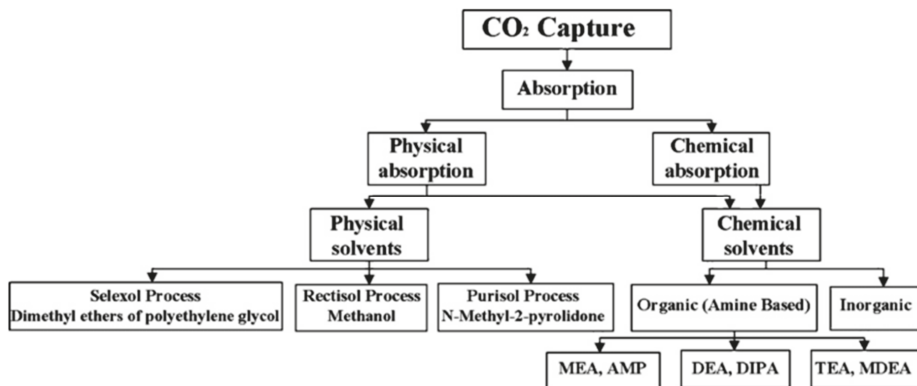 CO₂ Capture
Absorption
Physical
absorption
Chemical
absorption
Physical
solvents
Chemical
solvents
Selexol Process
Dimethyl ethers of polyethylene glycol
Rectisol Process
Methanol
Purisol Process
N-Methyl-2-pyrolidone
Organic (Amine Based)
Inorganic
MEA, AMP
DEA, DIPA
TEA, MDEA